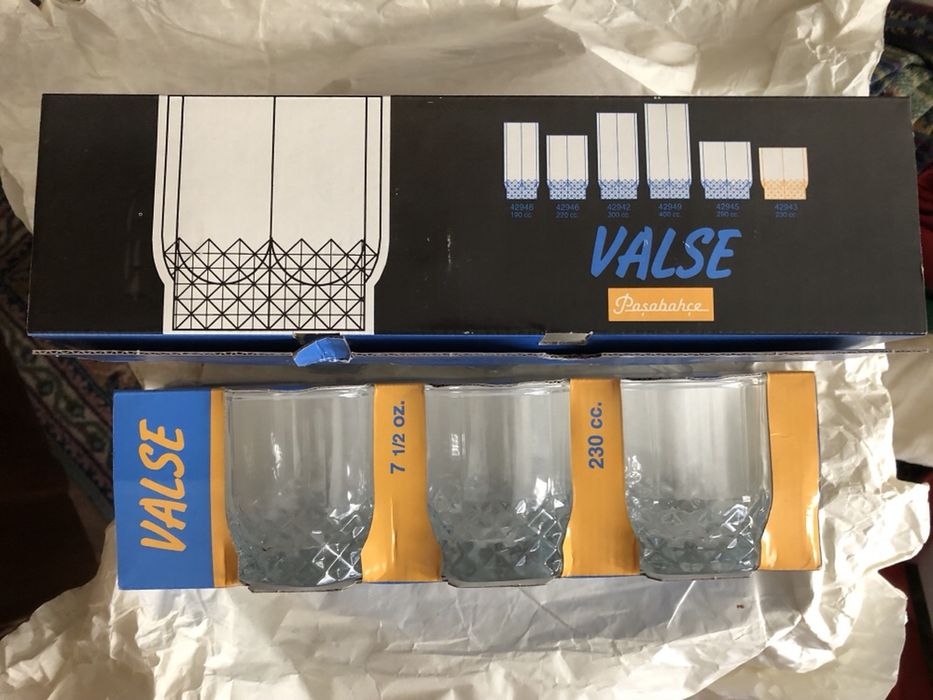 42946 42946 42942 42949 42945 42943
190 cc. 220 cc. 300 cc. 400 cc. 290 cc. 230 cc.
VALSE
Paşabahçe
VALSE
7 1/2 oz.
230 cc.